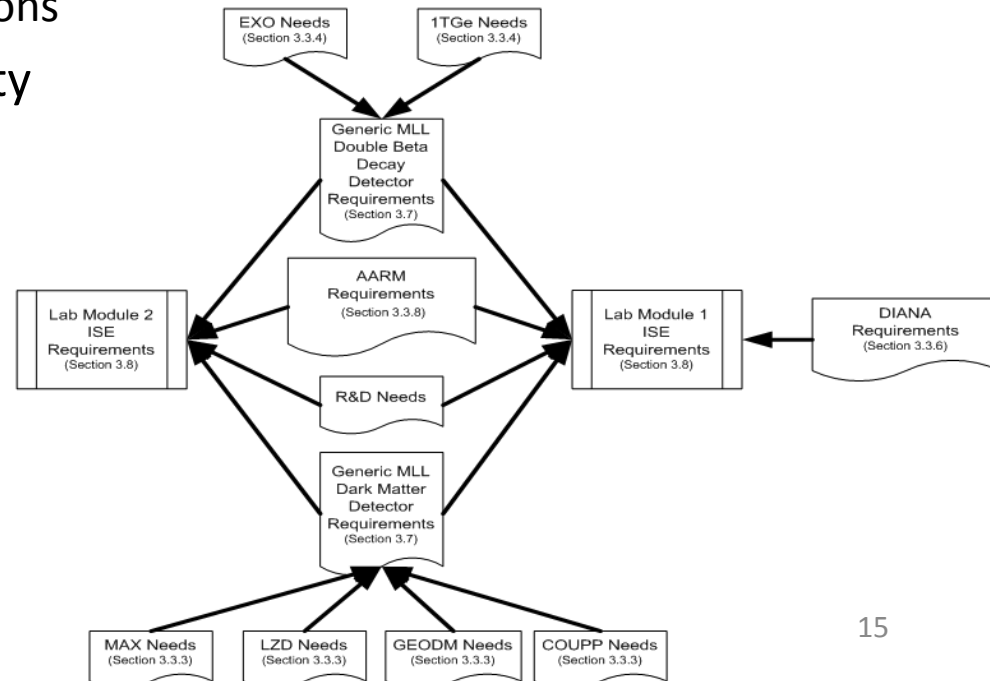 ons
ty
EXO Needs
(Section 3.3.4)
1TGe Needs
(Section 3.3.4)
Generic MLL
Double Beta
Decay
Detector
Requirements
(Section 3.7)
AARM
Requirements
(Section 3.3.8)
Lab Module 2
ISE
Requirements
(Section 3.8)
Lab Module 1
ISE
Requirements
(Section 3.8)
DIANA
Requirements
(Section 3.3.6)
R&D Needs
Generic MLL
Dark Matter
Detector
Requirements
(Section 3.7)
MAX Needs
(Section 3.3.3)
LZD Needs
(Section 3.3.3)
GEODM Needs
(Section 3.3.3)
COUPP Needs
(Section 3.3.3)
15